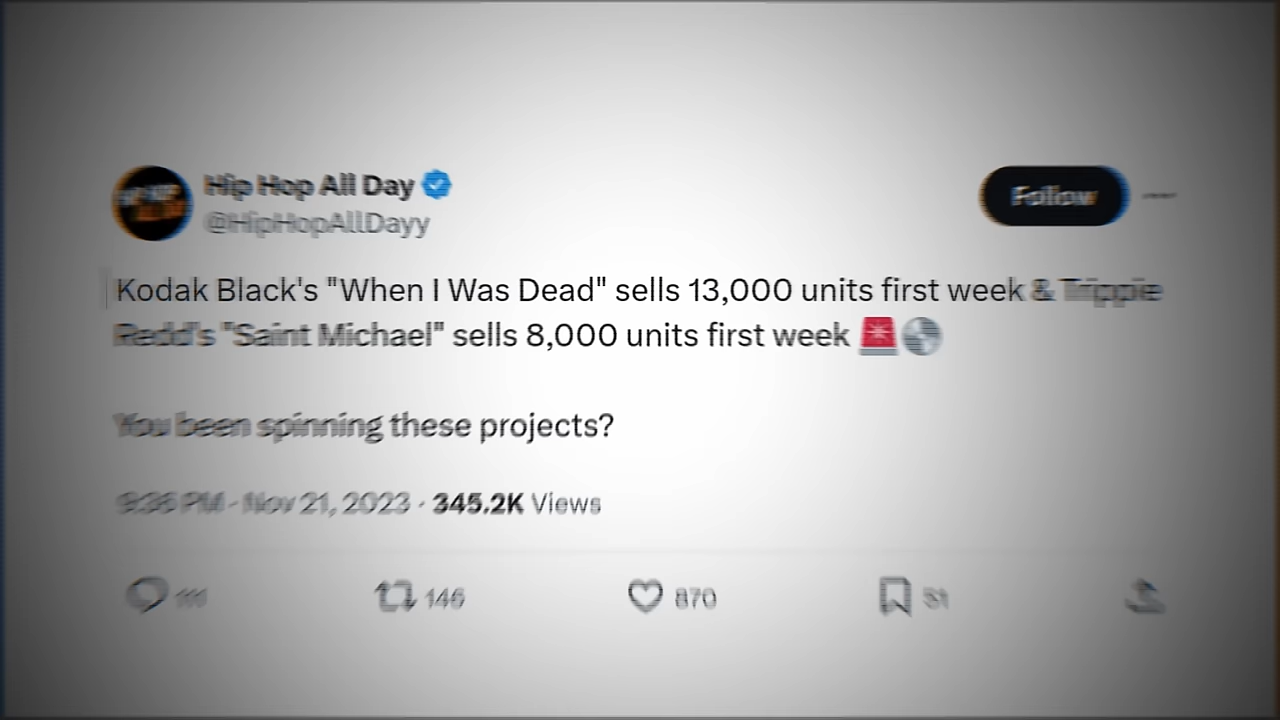 Hip Hop All Day
@HipHopAllDayy
Follow
Kodak Black's "When I Was Dead" sells 13,000 units first week & Trippie
Redd's "Saint Michael" sells 8,000 units first week 🚨💿
You been spinning these projects?
9:36 PM · Nov 21, 2023 · 345.2K Views
146 870